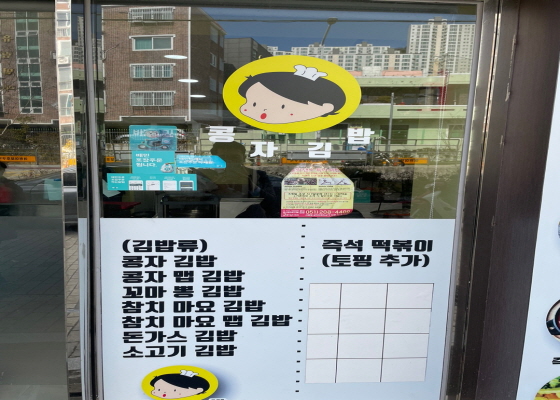 콩자김밥
(김밥류)
콩자 김밥
콩자 땡 김밥
꼬마 뽕 김밥
참치 마요 김밥
참치 마요 땡 김밥
돈가스 김밥
소고기 김밥
즉석 떡볶이
(토핑 추가)